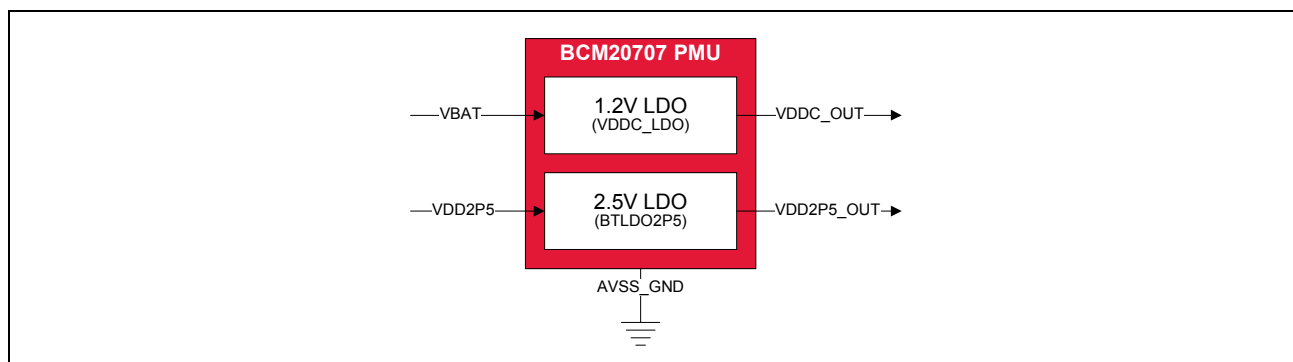 BCM20707 PMU
VBAT
1.2V LDO
(VDDC_LDO)
VDDC_OUT
VDD2P5
2.5V LDO
(BTLDO2P5)
VDD2P5_OUT
AVSS_GND